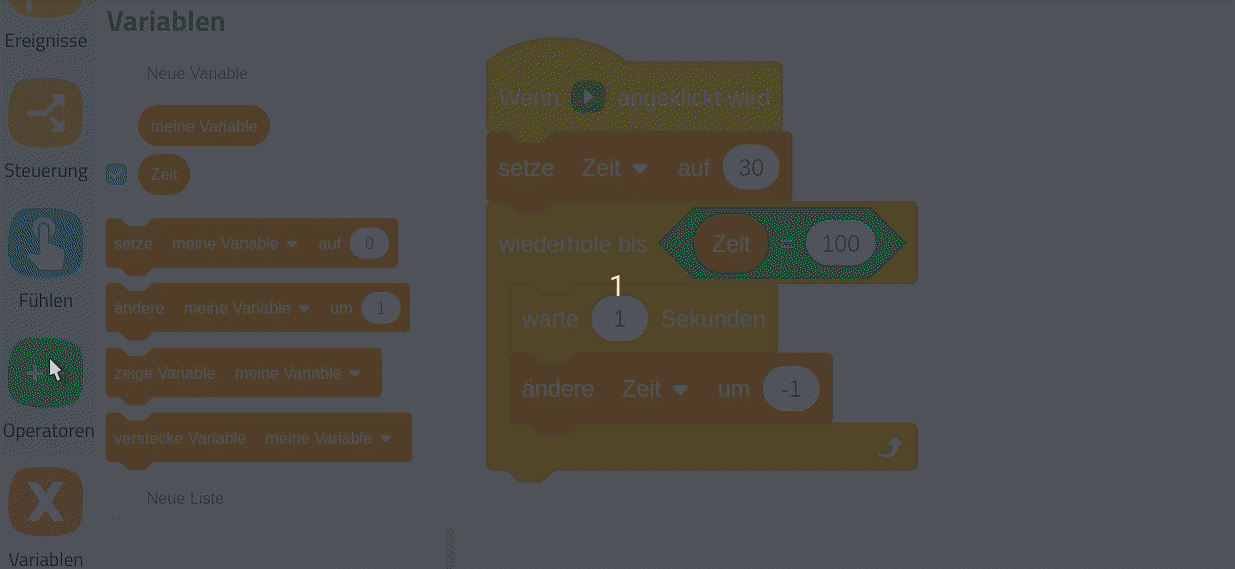 Ereignisse
Steuerung
Fühlen
Operatoren
Variablen
Variablen
Neue Variable
meine Variable
Zeit
setze meine Variable auf 0
ändere meine Variable um 1
zeige Variable meine Variable
verstecke Variable meine Variable
Neue Liste
Wenn angeklickt wird
setze Zeit auf 30
wiederhole bis Zeit = 100
1
warte 1 Sekunden
ändere Zeit um -1